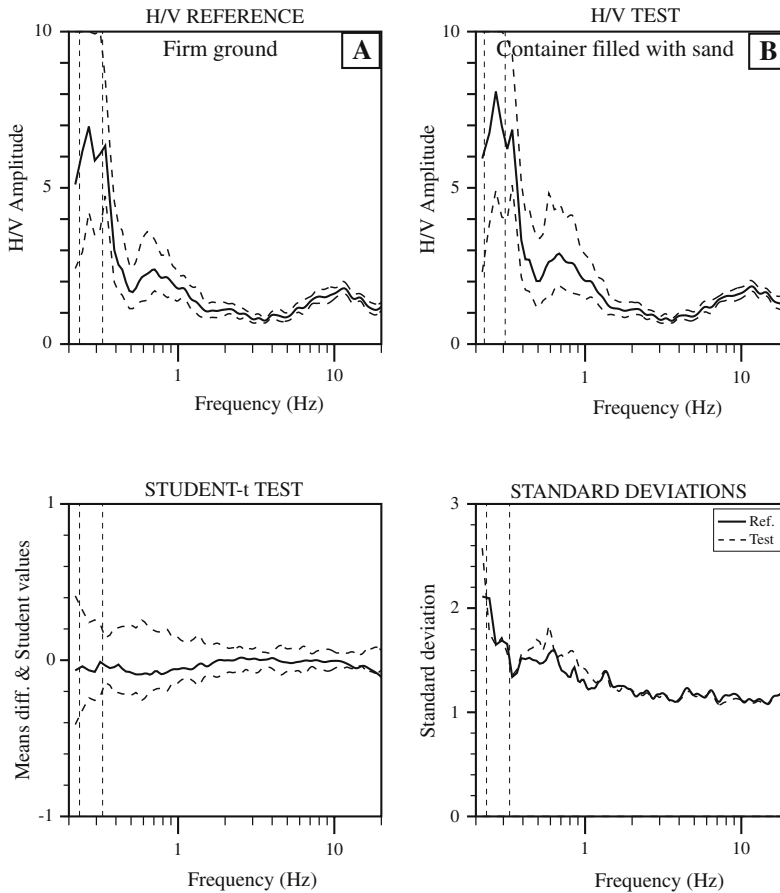 H/V REFERENCE
Firm ground
A
10
5
0
H/V Amplitude
1
10
Frequency (Hz)
H/V TEST
Container filled with sand
B
10
5
0
H/V Amplitude
1
10
Frequency (Hz)
STUDENT-t TEST
1
0
-1
Means diff. & Student values
1
10
Frequency (Hz)
STANDARD DEVIATIONS
Ref.
Test
3
2
1
0
Standard deviation
1
10
Frequency (Hz)